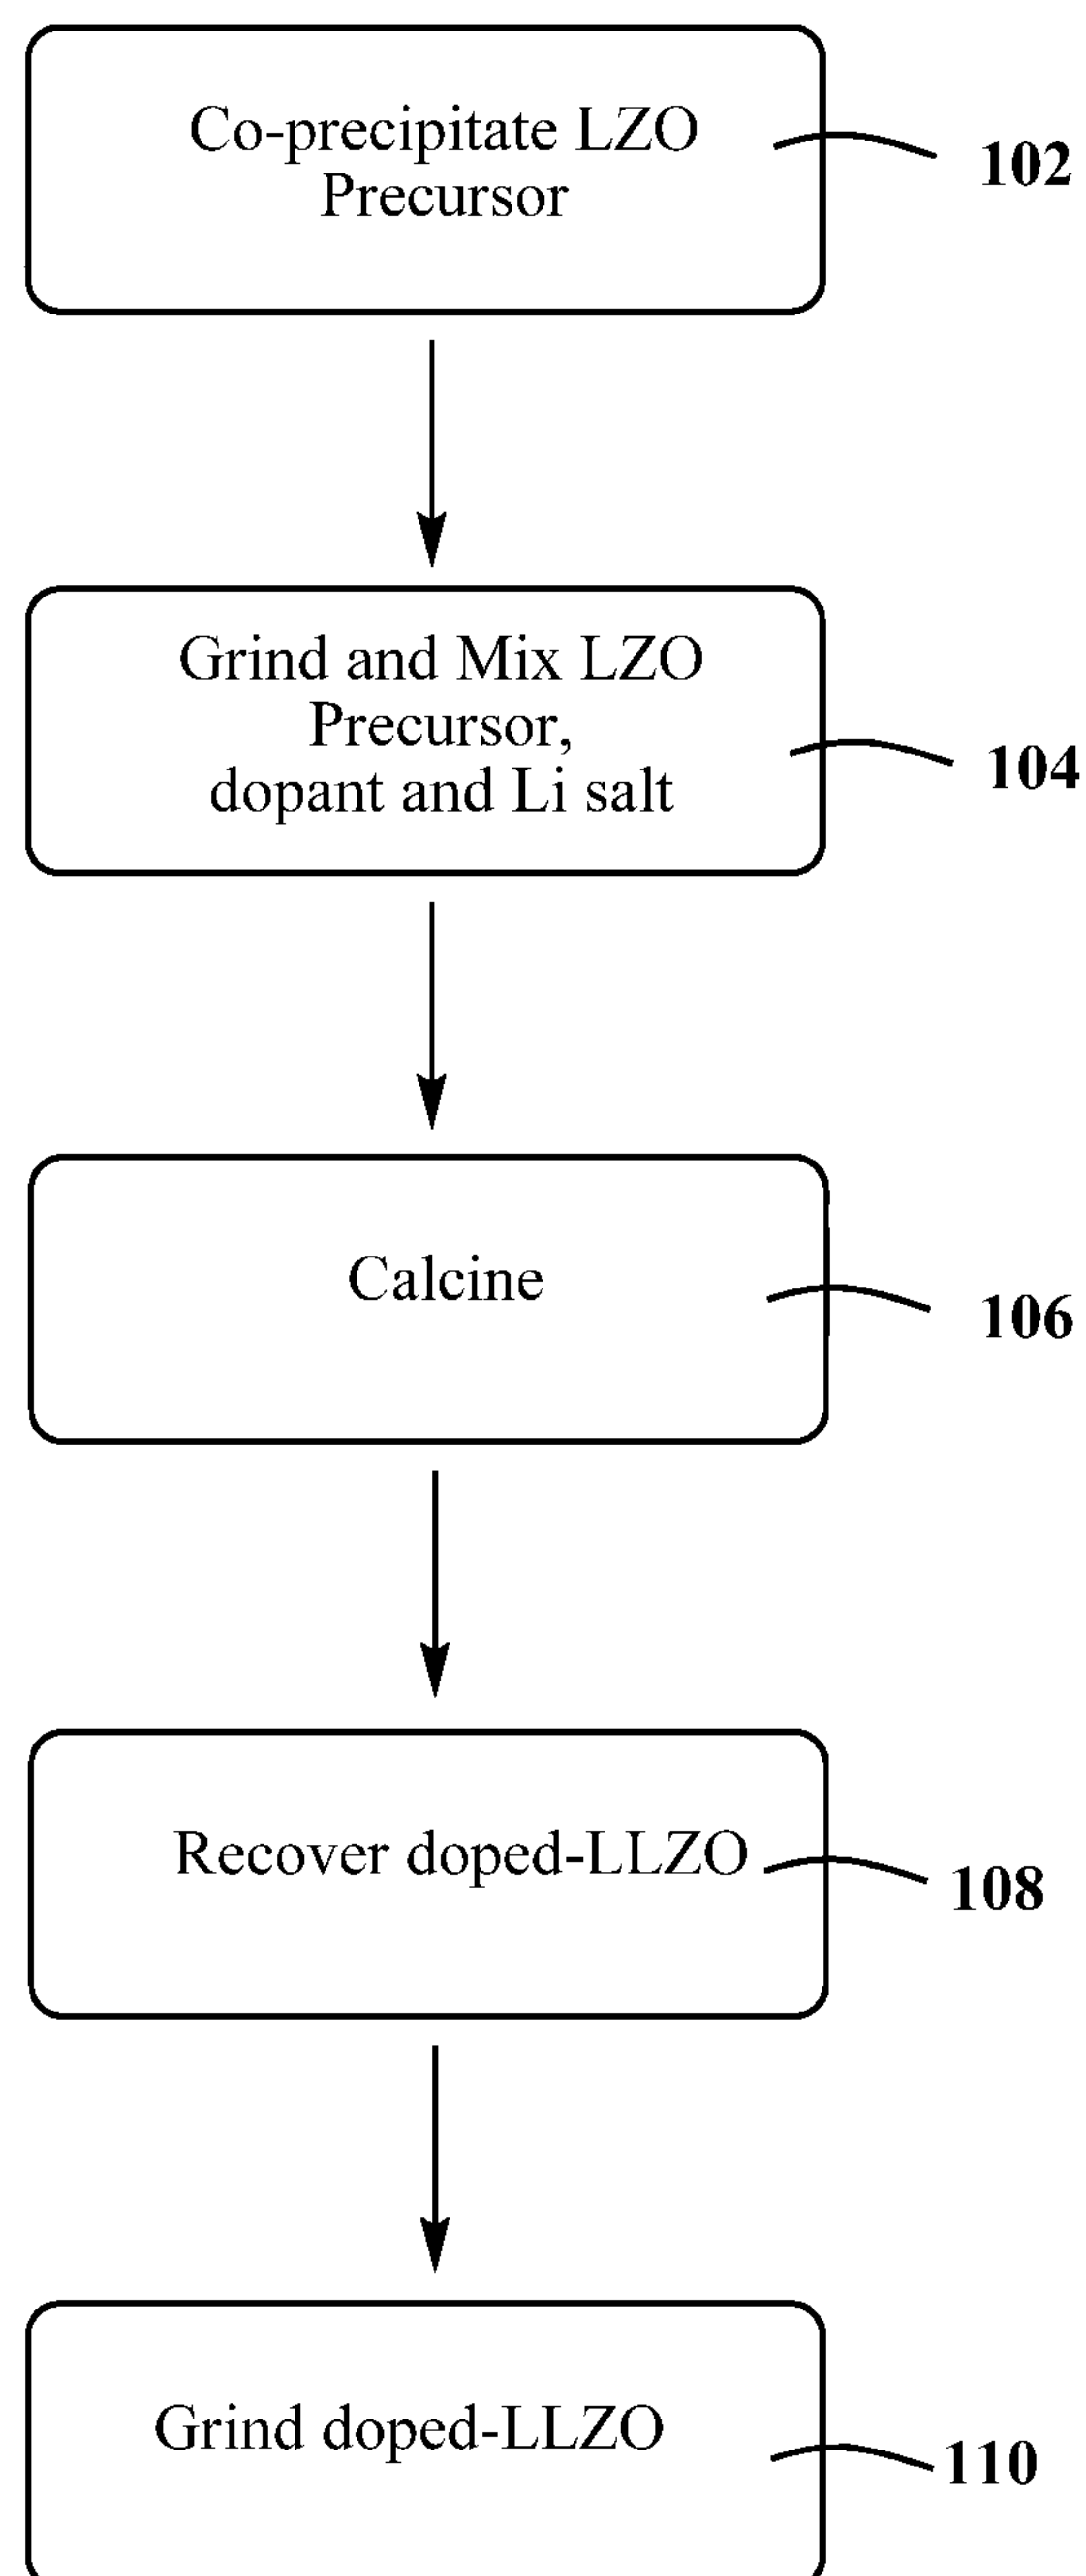 Co-precipitate LZO
Precursor
102
Grind and Mix LZO
Precursor,
dopant and Li salt
104
Calcine
106
Recover doped-LLZO
108
Grind doped-LLZO
110